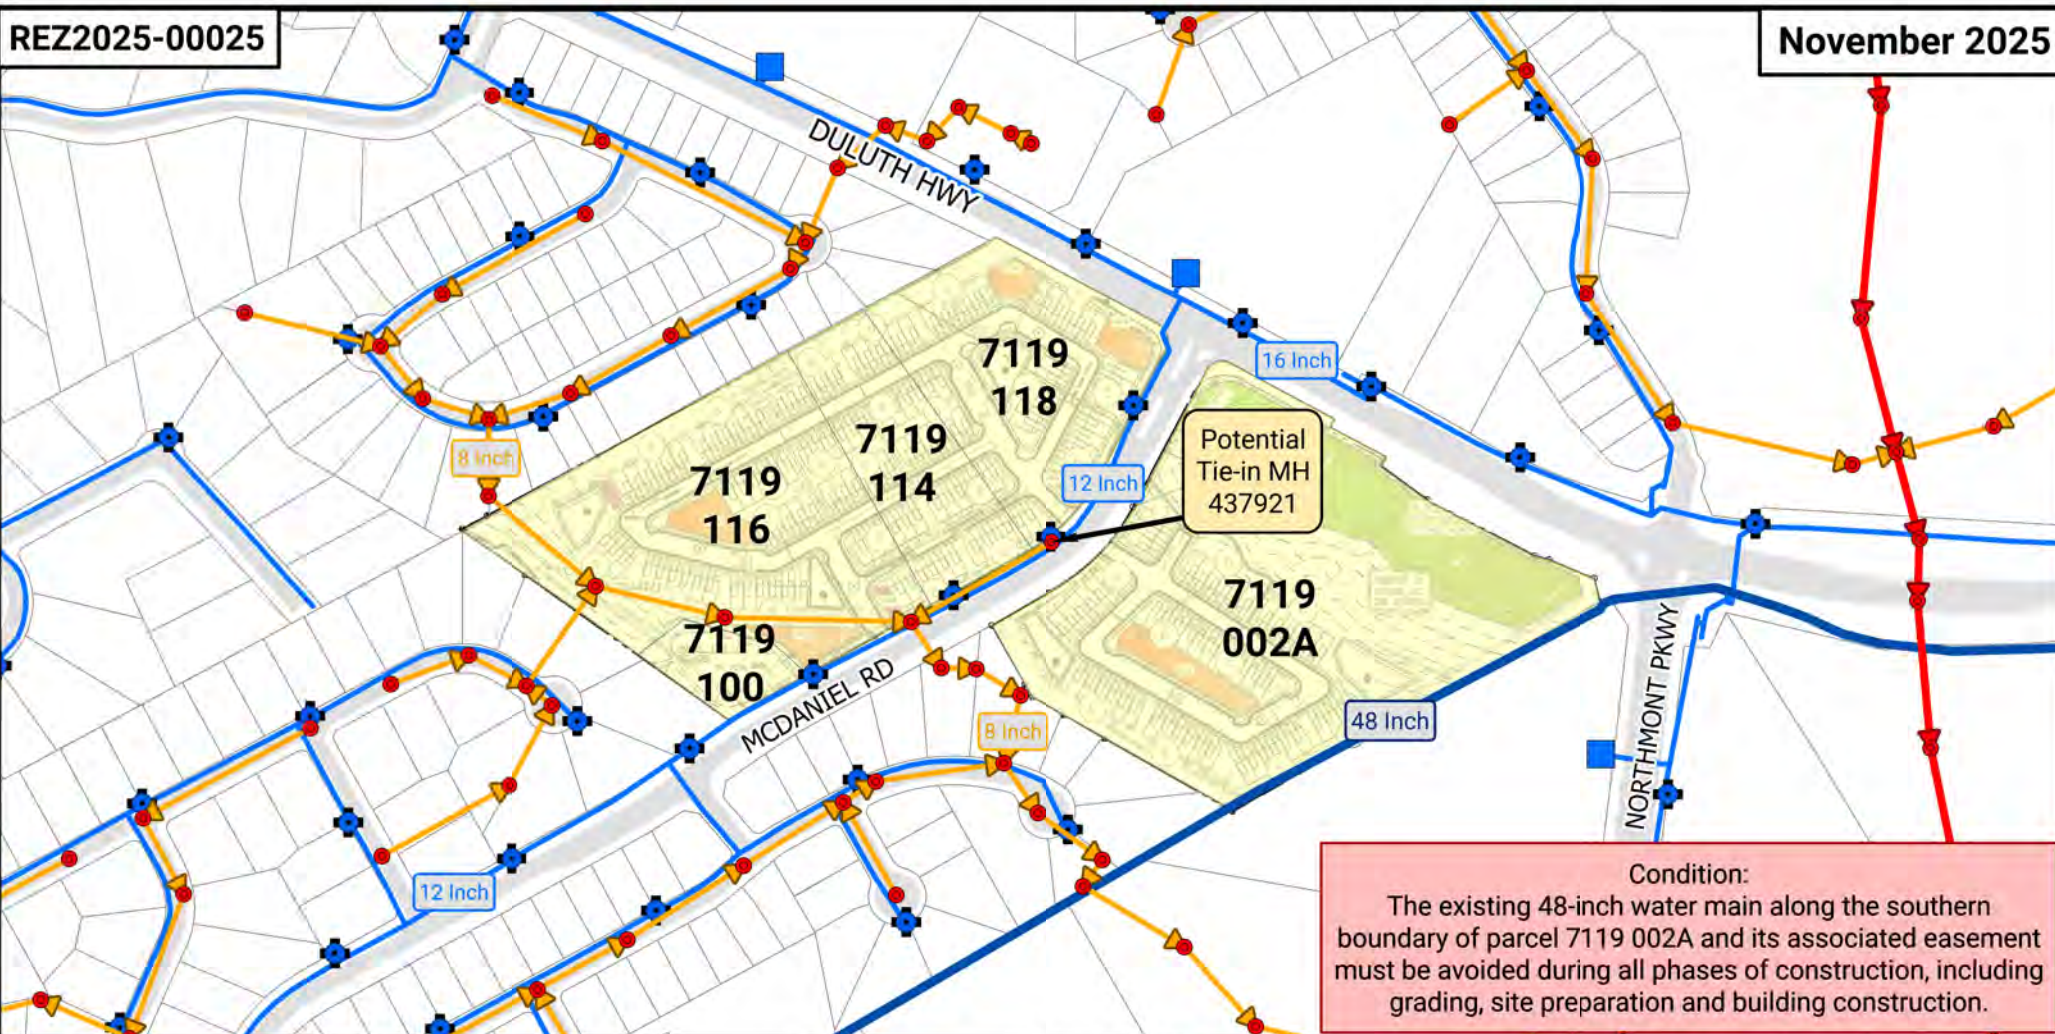 REZ2025-00025
November 2025
DULUTH HWY
7119
118
16 Inch
7119
114
Potential
Tie-in MH
437921
8 Inch
7119
116
12 Inch
7119
002A
7119
100
MCDANIEL RD
48 Inch
8 Inch
NORTHMONT PKWY
12 Inch
Condition:
The existing 48-inch water main along the southern
boundary of parcel 7119 002A and its associated easement
must be avoided during all phases of construction, including
grading, site preparation and building construction.